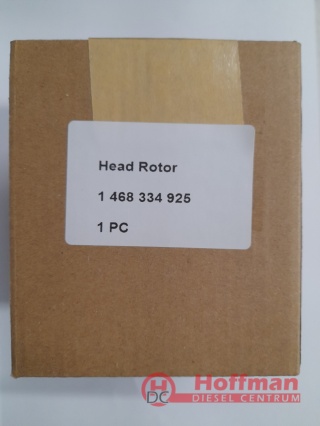 Head Rotor
1 468 334 925
1 PC
H
DC
Hoffman
DIESEL CENTRUM